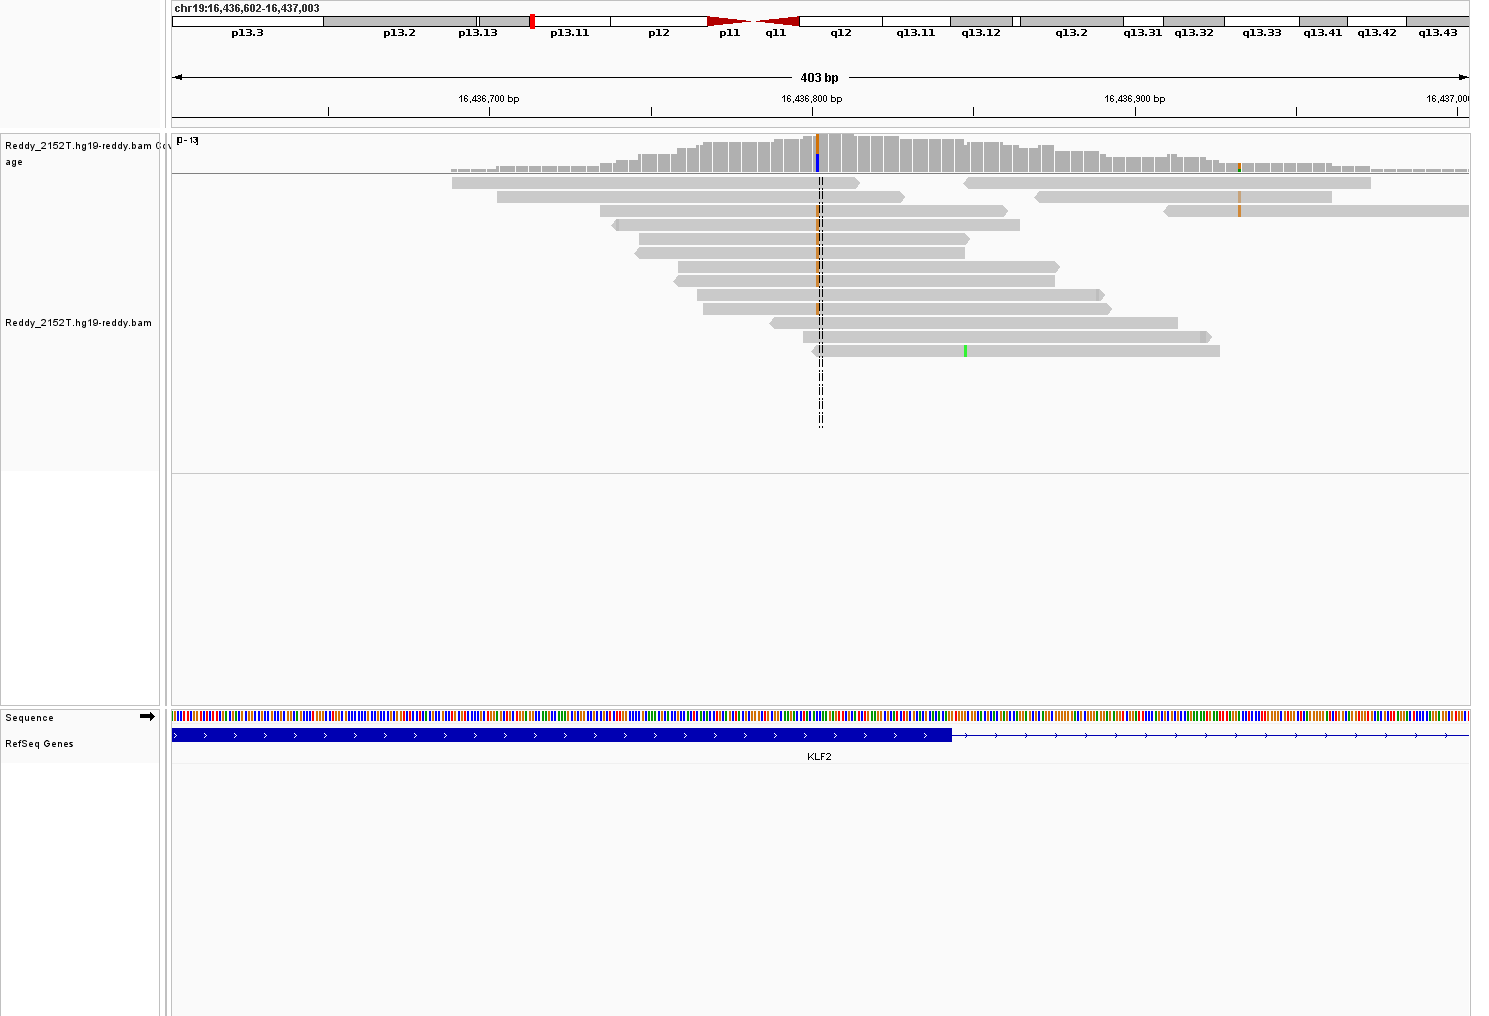 chr19:16,436,602-16,437,003
p13.3 p13.2 p13.13 p13.11 p12 p11 q11 q12 q13.11 q13.12 q13.2 q13.31 q13.32 q13.33 q13.41 q13.42 q13.43
403 bp
16,436,700 bp 16,436,800 bp 16,436,900 bp 16,437,00
Reddy_2152T.hg19-reddy.bam Cov [0 - 13]
age
Reddy_2152T.hg19-reddy.bam
Sequence
RefSeq Genes
KLF2